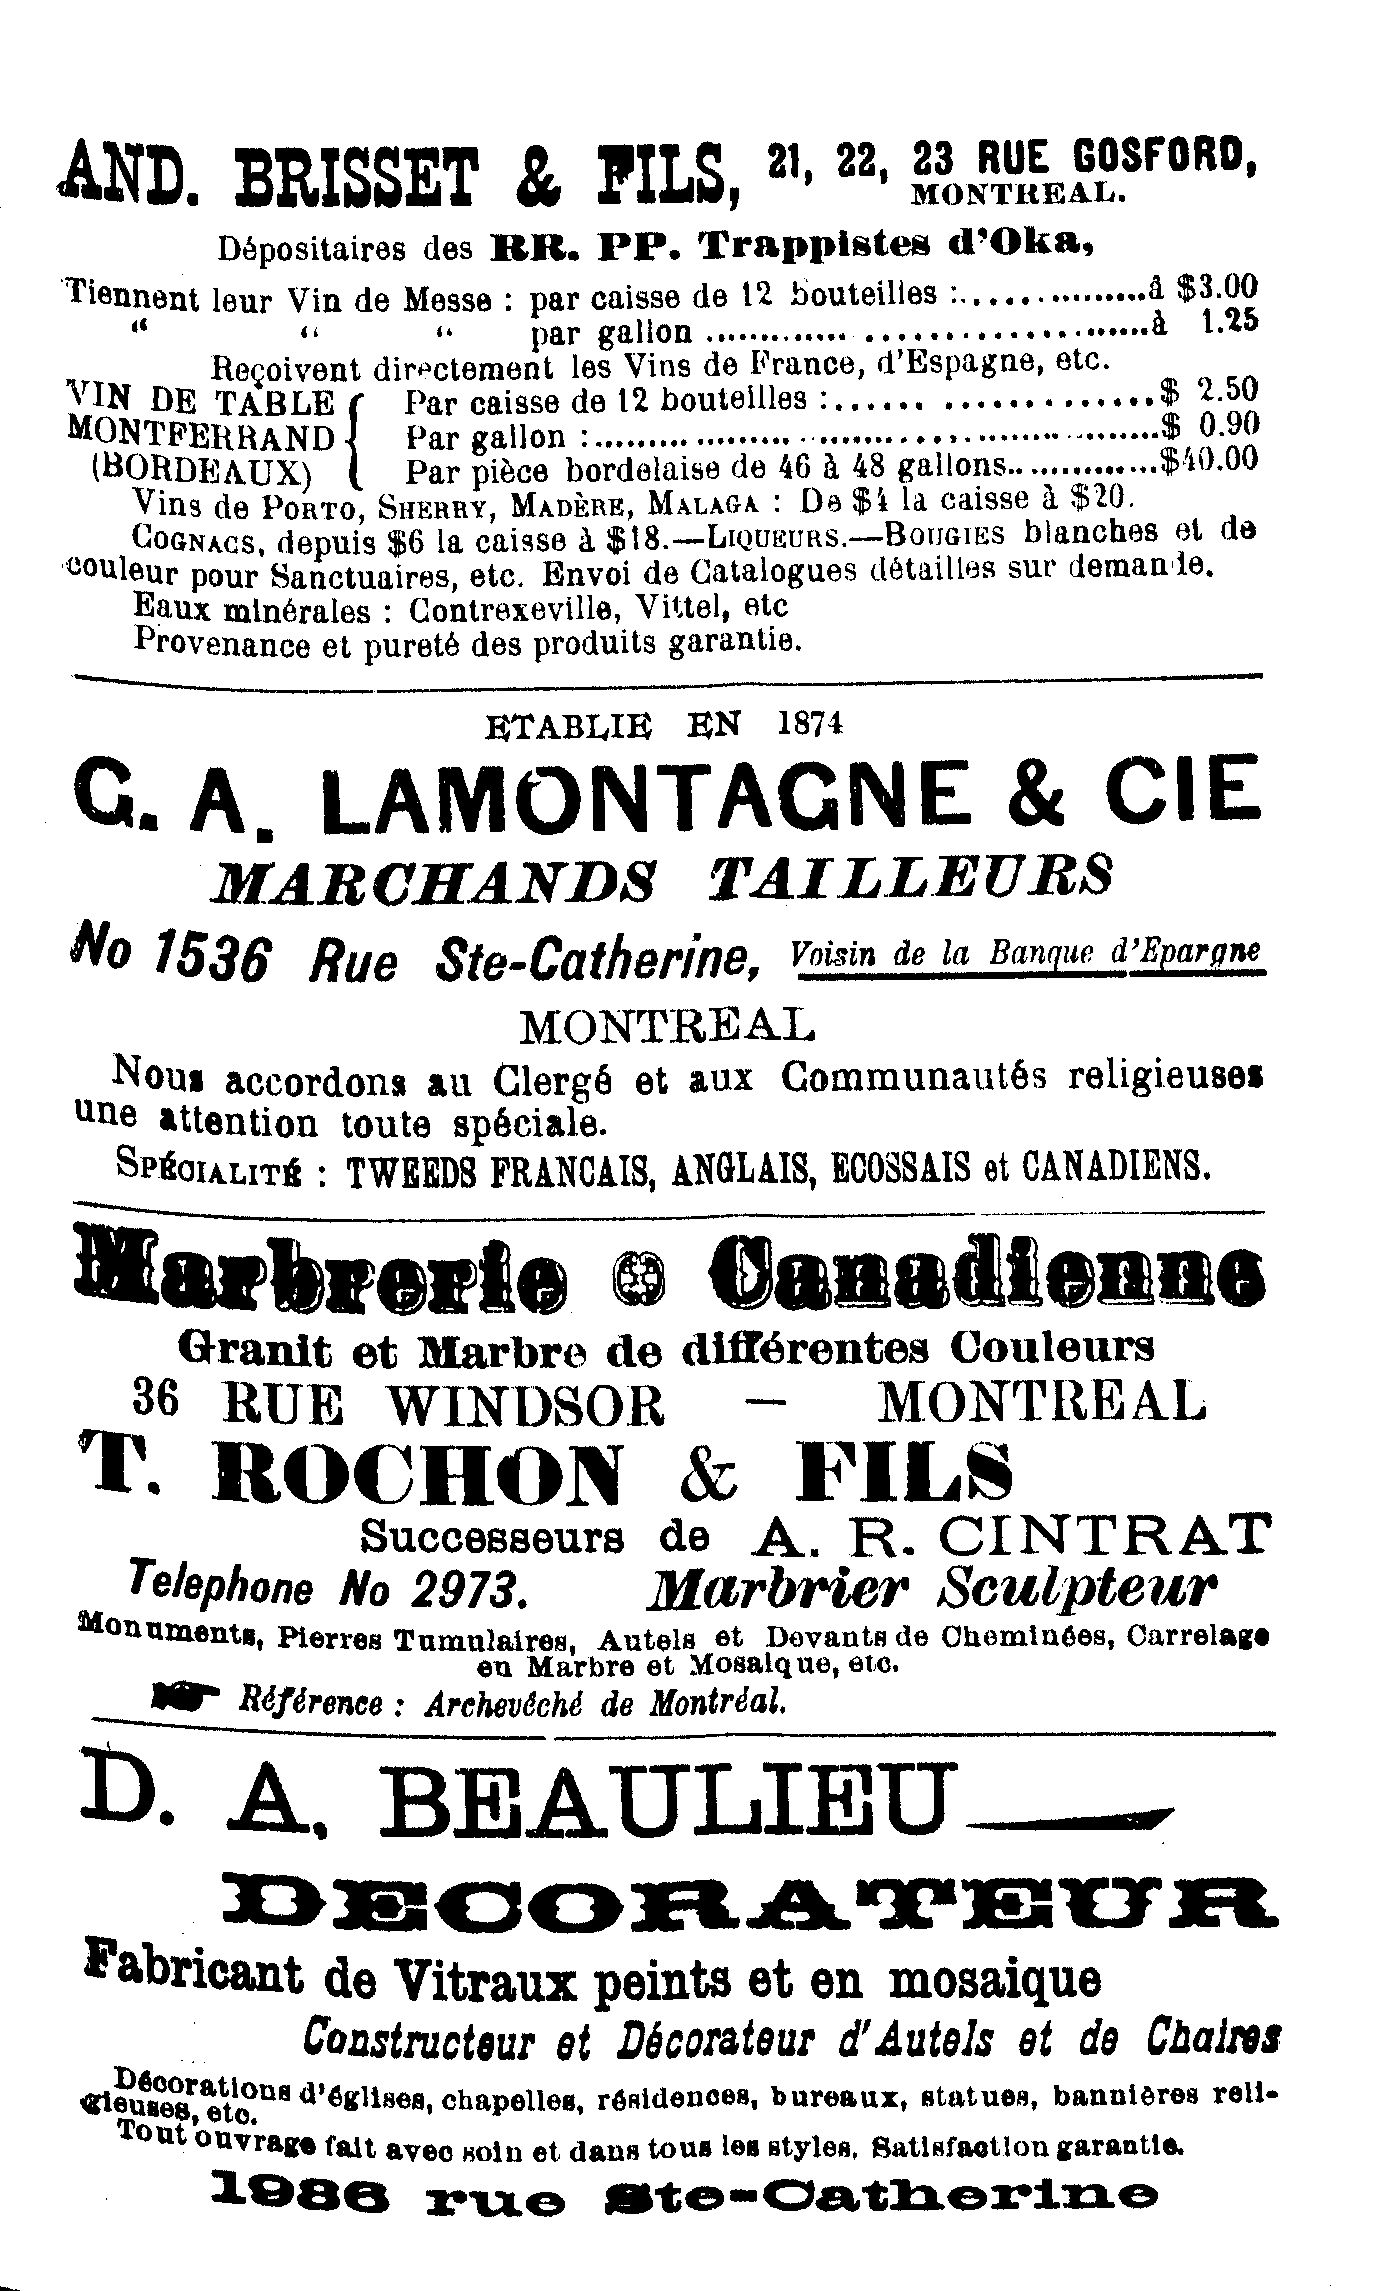 AND. BRISSET & FILS, 21, 22, 23 RUE GOSFORD,
MONTREAL.
Dépositaires des RR. PP. Trappistes d'Oka,
Tiennent leur Vin de Messe : par caisse de 12 bouteilles :..................à $3.00
“ “ “ par gallon ..................................à 1.25
Reçoivent directement les Vins de France, d'Espagne, etc.
VIN DE TABLE { Par caisse de 12 bouteilles :....................$ 2.50
MONTFERRAND { Par gallon :........................................$ 0.90
(BORDEAUX) { Par pièce bordelaise de 46 à 48 gallons..............$40.00
Vins de PORTO, SHERRY, MADÈRE, MALAGA : De $4 la caisse à $20.
COGNACS, depuis $6 la caisse à $18.—LIQUEURS.—BOUGIES blanches et de
couleur pour Sanctuaires, etc. Envoi de Catalogues détaillés sur demande.
Eaux minérales : Contrexeville, Vittel, etc
Provenance et pureté des produits garantie.
ETABLIE EN 1874
G. A. LAMONTAGNE & CIE
MARCHANDS TAILLEURS
No 1536 Rue Ste-Catherine, Voisin de la Banque d'Epargne
MONTREAL
Nous accordons au Clergé et aux Communautés religieuses
une attention toute spéciale.
SPÉCIALITÉ : TWEEDS FRANCAIS, ANGLAIS, ECOSSAIS et CANADIENS.
Marbrerie Canadienne
Granit et Marbre de différentes Couleurs
36 RUE WINDSOR — MONTREAL
T. ROCHON & FILS
Successeurs de A. R. CINTRAT
Telephone No 2973. Marbrier Sculpteur
Monuments, Pierres Tumulaires, Autels et Devants de Cheminées, Carrelage
en Marbre et Mosaique, etc.
☛ Référence : Archevéché de Montréal.
D. A. BEAULIEU
DECORATEUR
Fabricant de Vitraux peints et en mosaique
Constructeur et Décorateur d'Autels et de Chaires
Décorations d'églises, chapelles, résidences, bureaux, statues, bannières reli-
gieuses, etc.
Tout ouvrage fait avec soin et dans tous les styles. Satisfaction garantie.
1986 rue Ste-Catherine